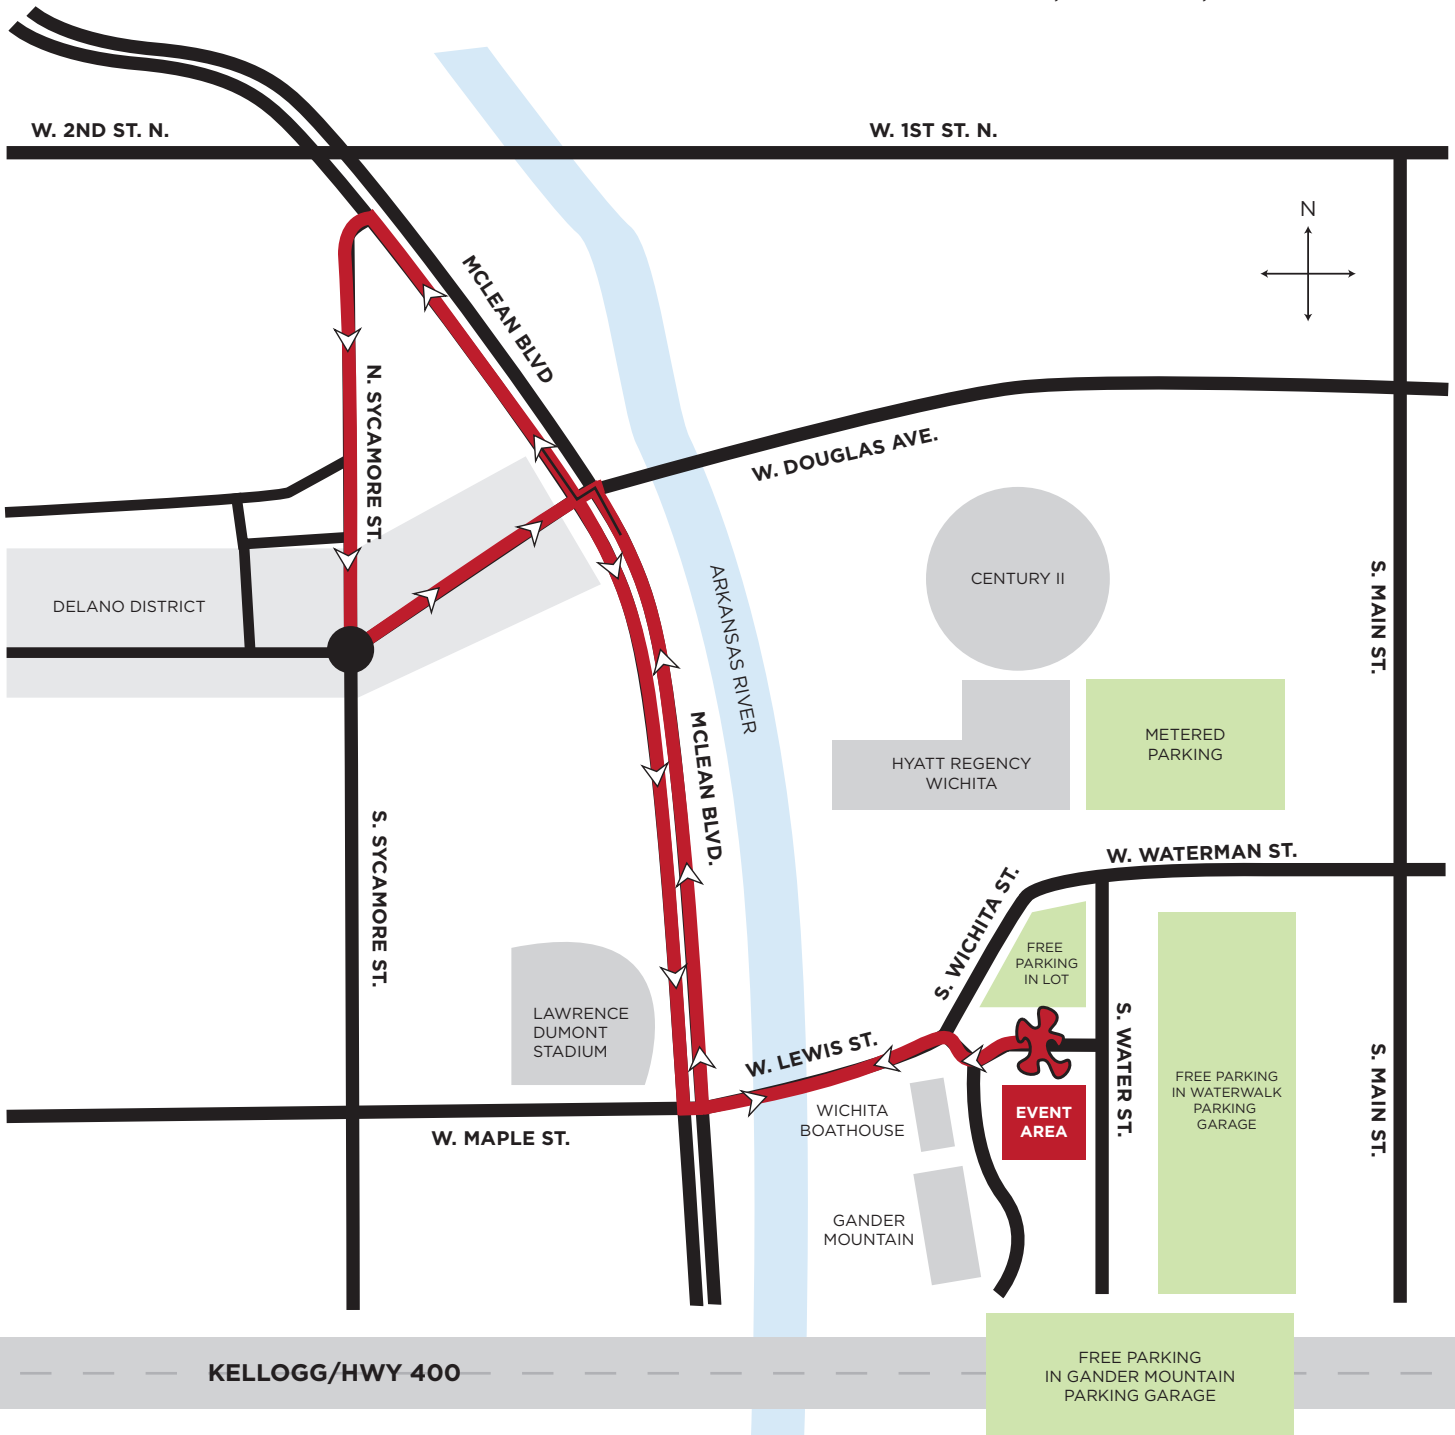 W. 2ND ST. N.
W. 1ST ST. N.
N
MCLEAN BLVD
N. SYCAMORE ST.
W. DOUGLAS AVE.
CENTURY II
S. MAIN ST.
ARKANSAS RIVER
DELANO DISTRICT
MCLEAN BLVD.
METERED
PARKING
HYATT REGENCY
WICHITA
S. SYCAMORE ST.
W. WATERMAN ST.
S. WICHITA ST.
FREE
PARKING
IN LOT
LAWRENCE
DUMONT
STADIUM
W. LEWIS ST.
S. WATER ST.
S. MAIN ST.
FREE PARKING
IN WATERWALK
PARKING
GARAGE
WICHITA
BOATHOUSE
EVENT
AREA
W. MAPLE ST.
GANDER
MOUNTAIN
KELLOGG/HWY 400
FREE PARKING
IN GANDER MOUNTAIN
PARKING GARAGE